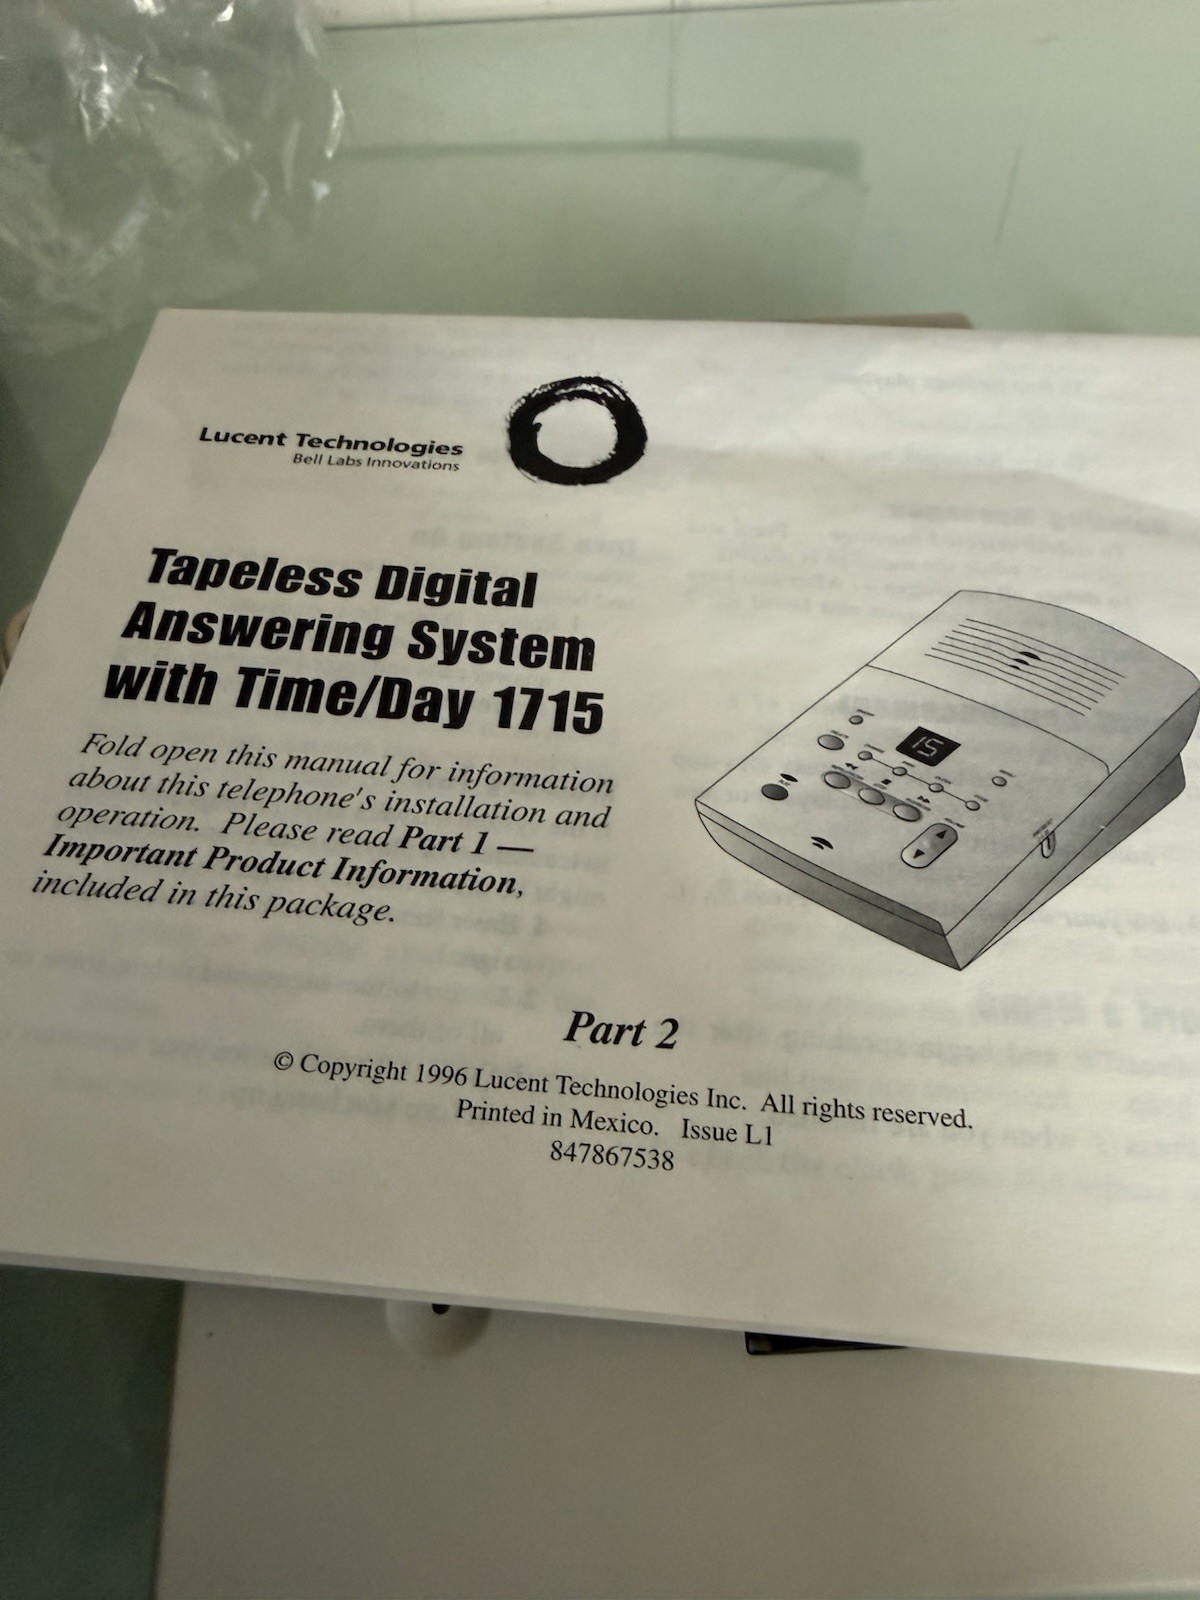 Lucent Technologies
Bell Labs Innovations
Tapeless Digital
Answering System
with Time/Day 1715
Fold open this manual for information
about this telephone's installation and
operation. Please read Part 1 —
Important Product Information,
included in this package.
15
Part 2
© Copyright 1996 Lucent Technologies Inc. All rights reserved.
Printed in Mexico. Issue L1
847867538